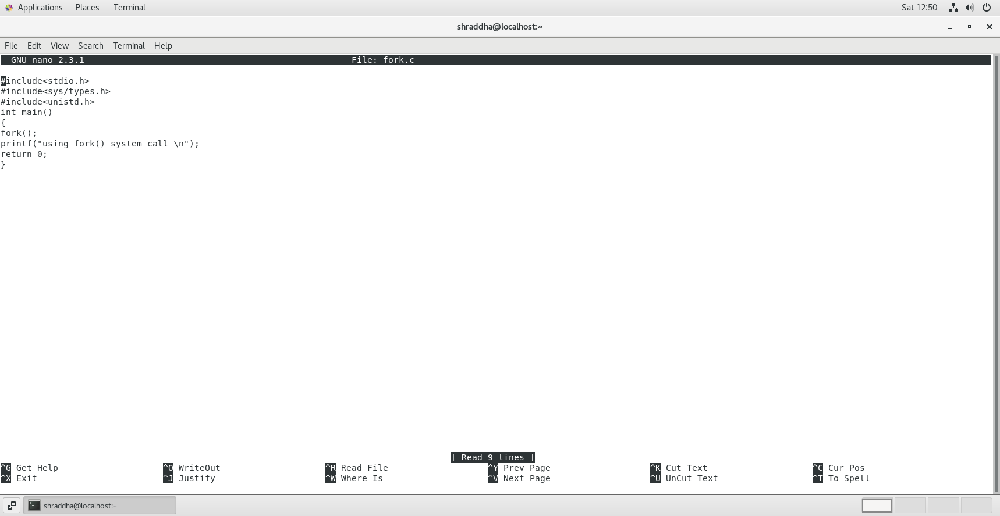 Applications Places Terminal Sat 12:50
shraddha@localhost:~
File Edit View Search Terminal Help
GNU nano 2.3.1 File: fork.c
#include<stdio.h>
#include<sys/types.h>
#include<unistd.h>
int main()
{
fork();
printf("using fork() system call \n");
return 0;
}
[ Read 9 lines ]
^G Get Help ^O WriteOut ^R Read File ^Y Prev Page ^K Cut Text ^C Cur Pos
^X Exit ^J Justify ^W Where Is ^V Next Page ^U UnCut Text ^T To Spell
shraddha@localhost:~